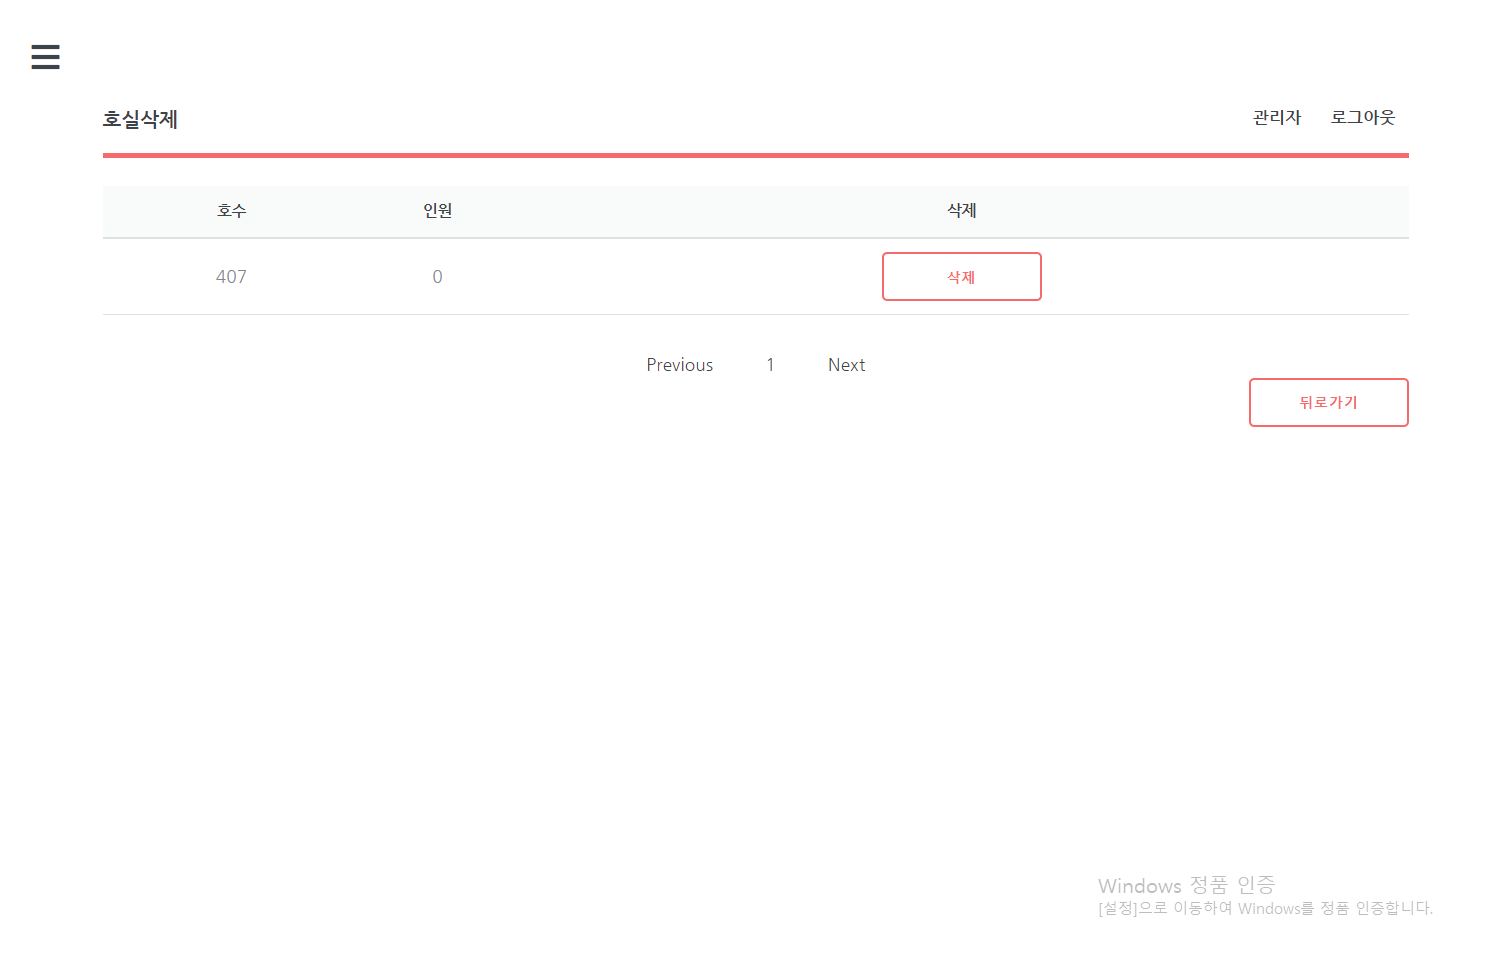 호실삭제
관리자 로그아웃
호수 인원 삭제
407 0 삭제
Previous 1 Next
뒤로가기
Windows 정품 인증
[설정]으로 이동하여 Windows를 정품 인증합니다.